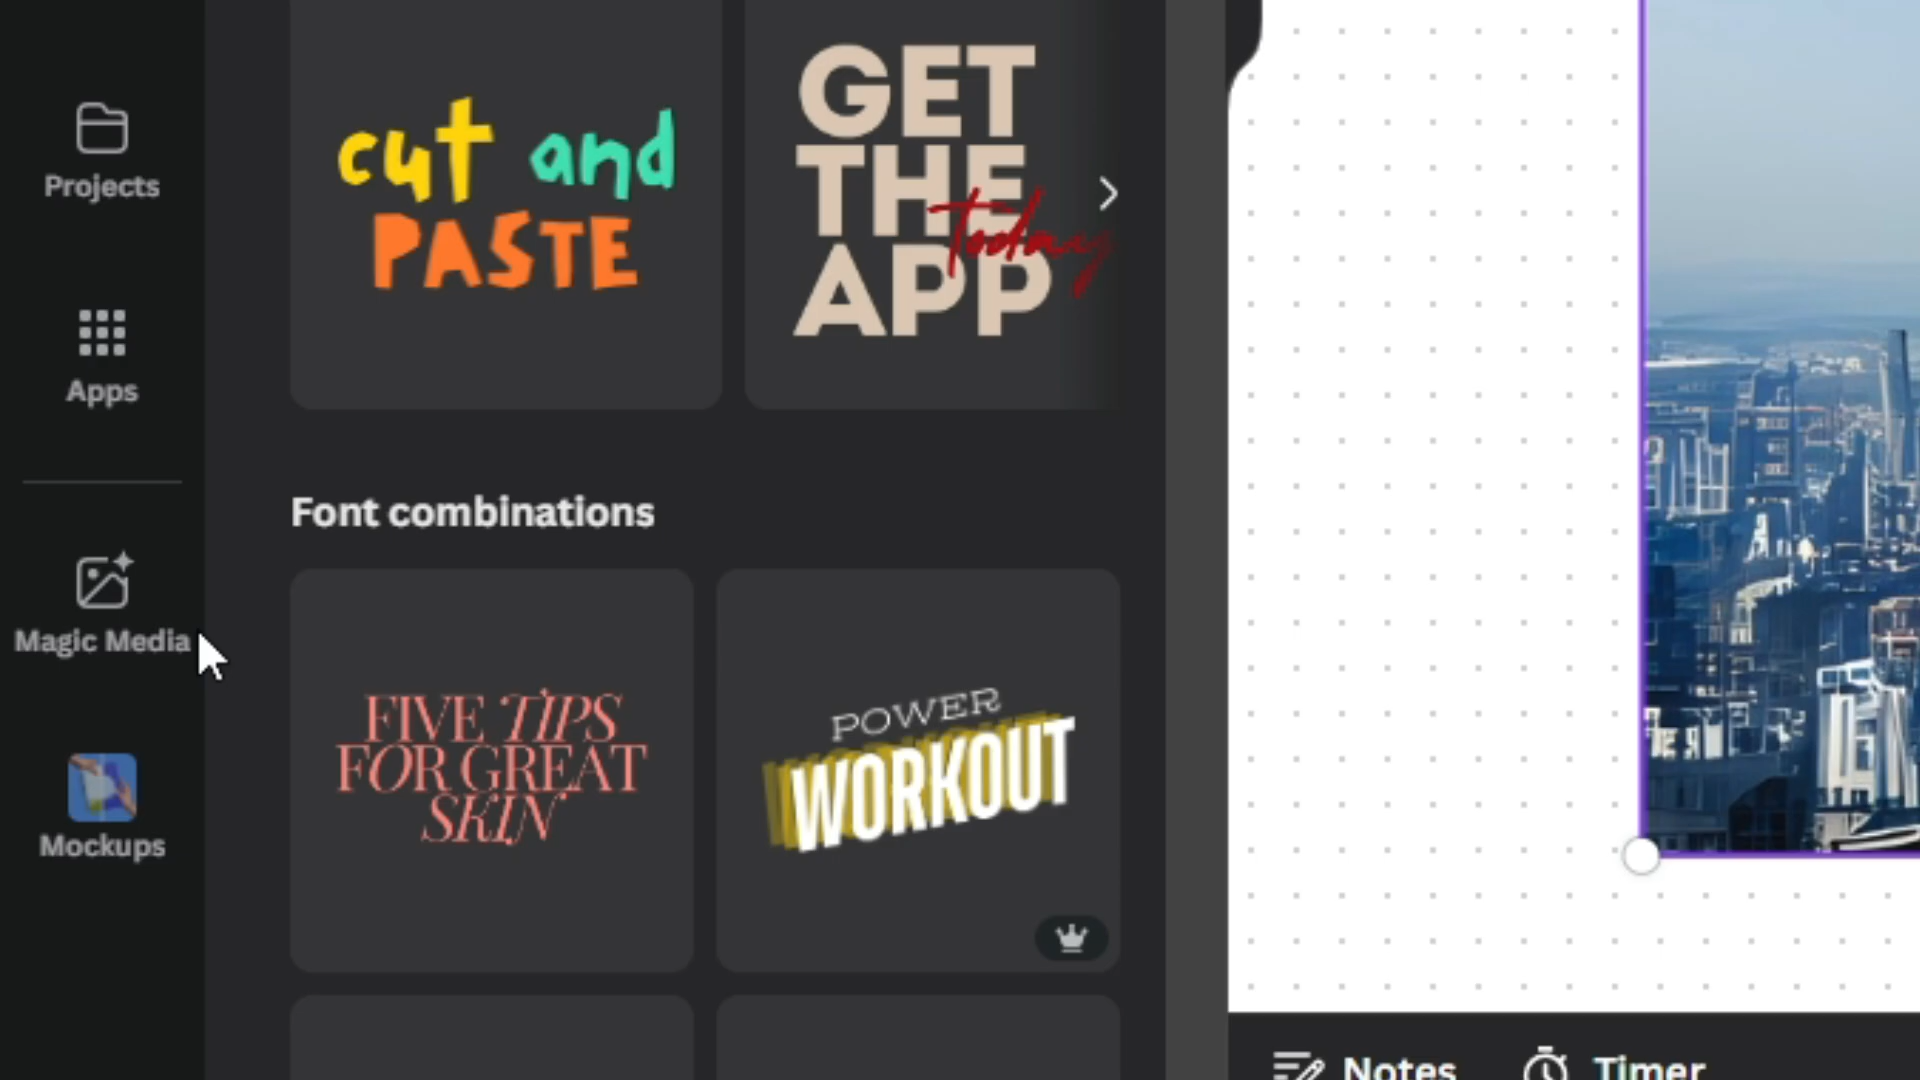 Projects
Apps
Magic Media
Mockups
cut and
PASTE
GET
THE
today
APP
Font combinations
FIVE TIPS
FOR GREAT
SKIN
POWER
WORKOUT
Notes
Timer